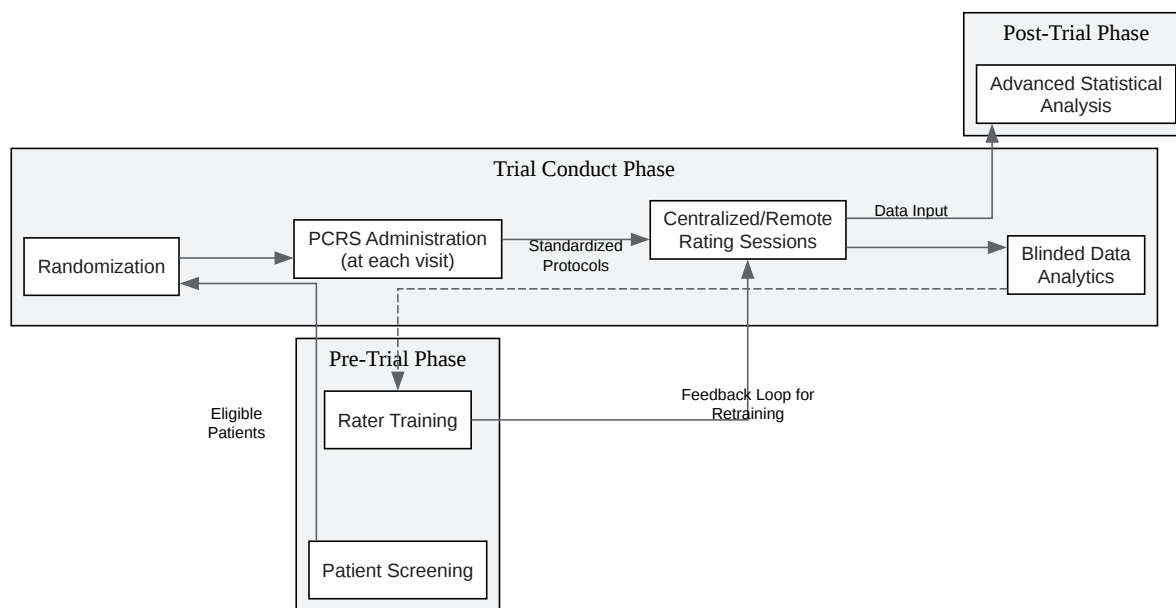 Post-Trial Phase
Advanced Statistical
Analysis
Trial Conduct Phase
Randomization
PCRS Administration
(at each visit)
Standardized
Protocols
Centralized/Remote
Rating Sessions
Data Input
Blinded Data
Analytics
Pre-Trial Phase
Rater Training
Feedback Loop for
Retraining
Eligible
Patients
Patient Screening